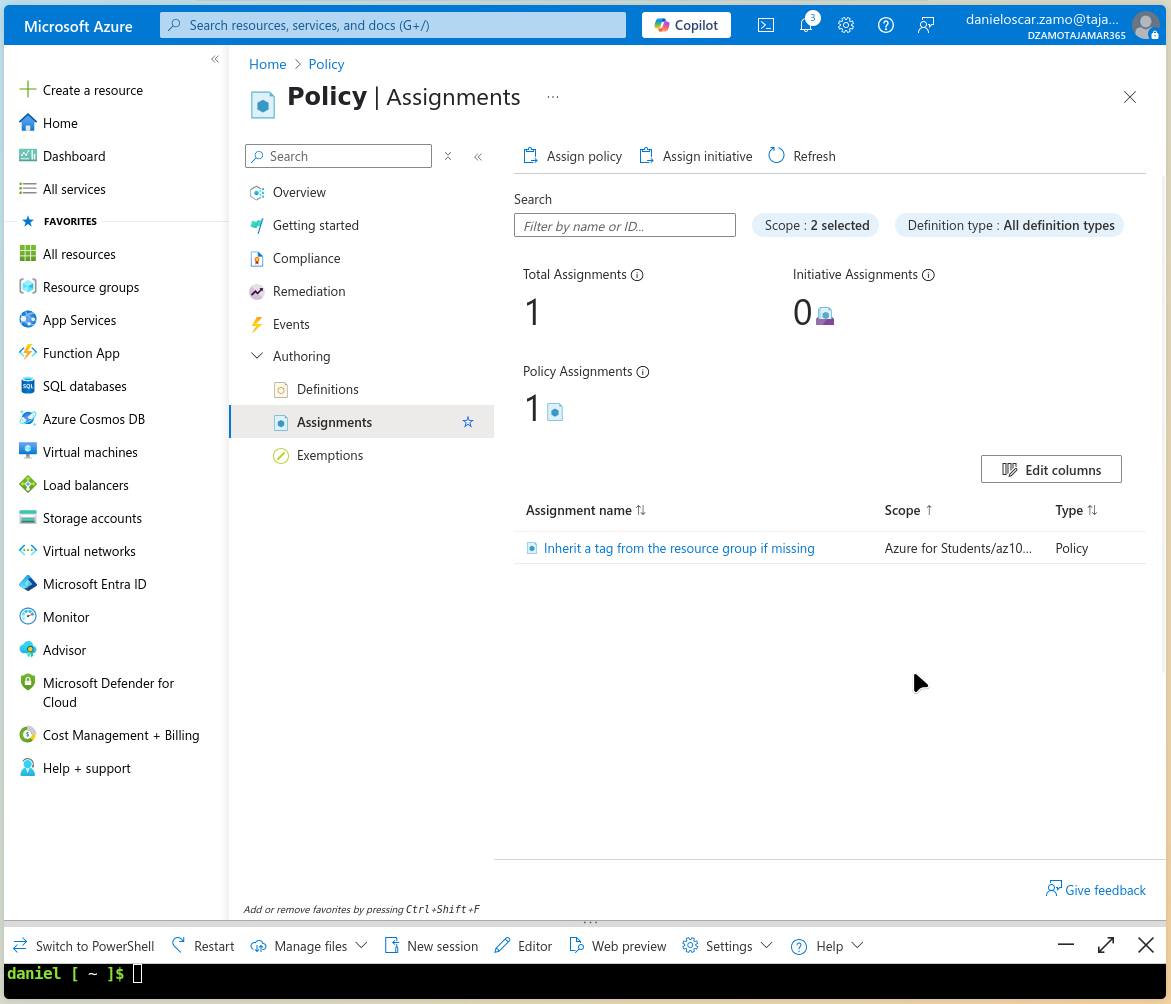 Microsoft Azure
Search resources, services, and docs (G+/)
Copilot
3
danieloscar.zamo@taja...
DZAMOTAJAMAR365
Create a resource
Home
Dashboard
All services
FAVORITES
All resources
Resource groups
App Services
Function App
SQL databases
Azure Cosmos DB
Virtual machines
Load balancers
Storage accounts
Virtual networks
Microsoft Entra ID
Monitor
Advisor
Microsoft Defender for
Cloud
Cost Management + Billing
Help + support
Home > Policy
Policy | Assignments ...
Search
Overview
Getting started
Compliance
Remediation
Events
Authoring
Definitions
Assignments
Exemptions
Add or remove favorites by pressing Ctrl+Shift+F
Assign policy Assign initiative Refresh
Search
Filter by name or ID...
Scope : 2 selected
Definition type : All definition types
Total Assignments
1
Initiative Assignments
0
Policy Assignments
1
Edit columns
Assignment name Scope Type
Inherit a tag from the resource group if missing Azure for Students/az10... Policy
Give feedback
Switch to PowerShell Restart Manage files New session Editor Web preview Settings Help
daniel [ ~ ]$